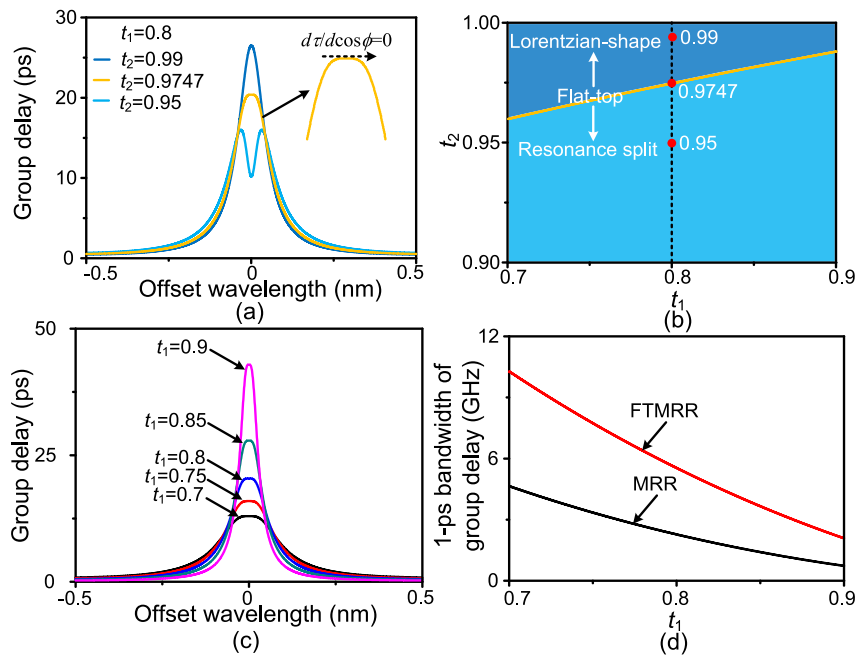 30
20
10
0
Group delay (ps)
t₁=0.8
t₂=0.99
t₂=0.9747
t₂=0.95
dτ/dcosϕ=0
-0.5
0
0.5
Offset wavelength (nm)
(a)
1.00
0.95
0.90
t₂
Lorentzian-shape
Flat-top
Resonance split
0.99
0.9747
0.95
0.7
0.8
0.9
t₁
(b)
50
25
0
Group delay (ps)
t₁=0.9
t₁=0.85
t₁=0.8
t₁=0.75
t₁=0.7
-0.5
0
0.5
Offset wavelength (nm)
(c)
12
6
0
1-ps bandwidth of
group delay (GHz)
FTMRR
MRR
0.7
0.8
0.9
t₁
(d)